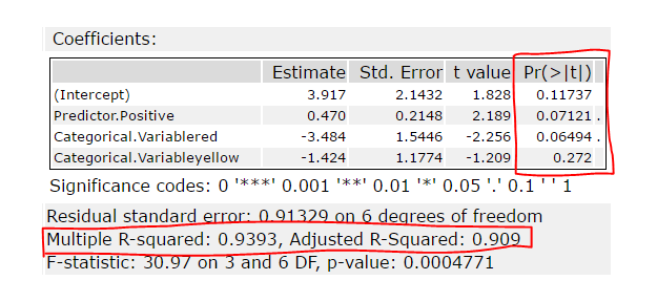 Coefficients:
Estimate Std. Error t value Pr(>|t|)
(Intercept) 3.917 2.1432 1.828 0.11737
Predictor.Positive 0.470 0.2148 2.189 0.07121 .
Categorical.Variablered -3.484 1.5446 -2.256 0.06494 .
Categorical.Variableyellow -1.424 1.1774 -1.209 0.272
Significance codes: 0 '***' 0.001 '**' 0.01 '*' 0.05 '.' 0.1 ' ' 1
Residual standard error: 0.91329 on 6 degrees of freedom
Multiple R-squared: 0.9393, Adjusted R-Squared: 0.909
F-statistic: 30.97 on 3 and 6 DF, p-value: 0.0004771